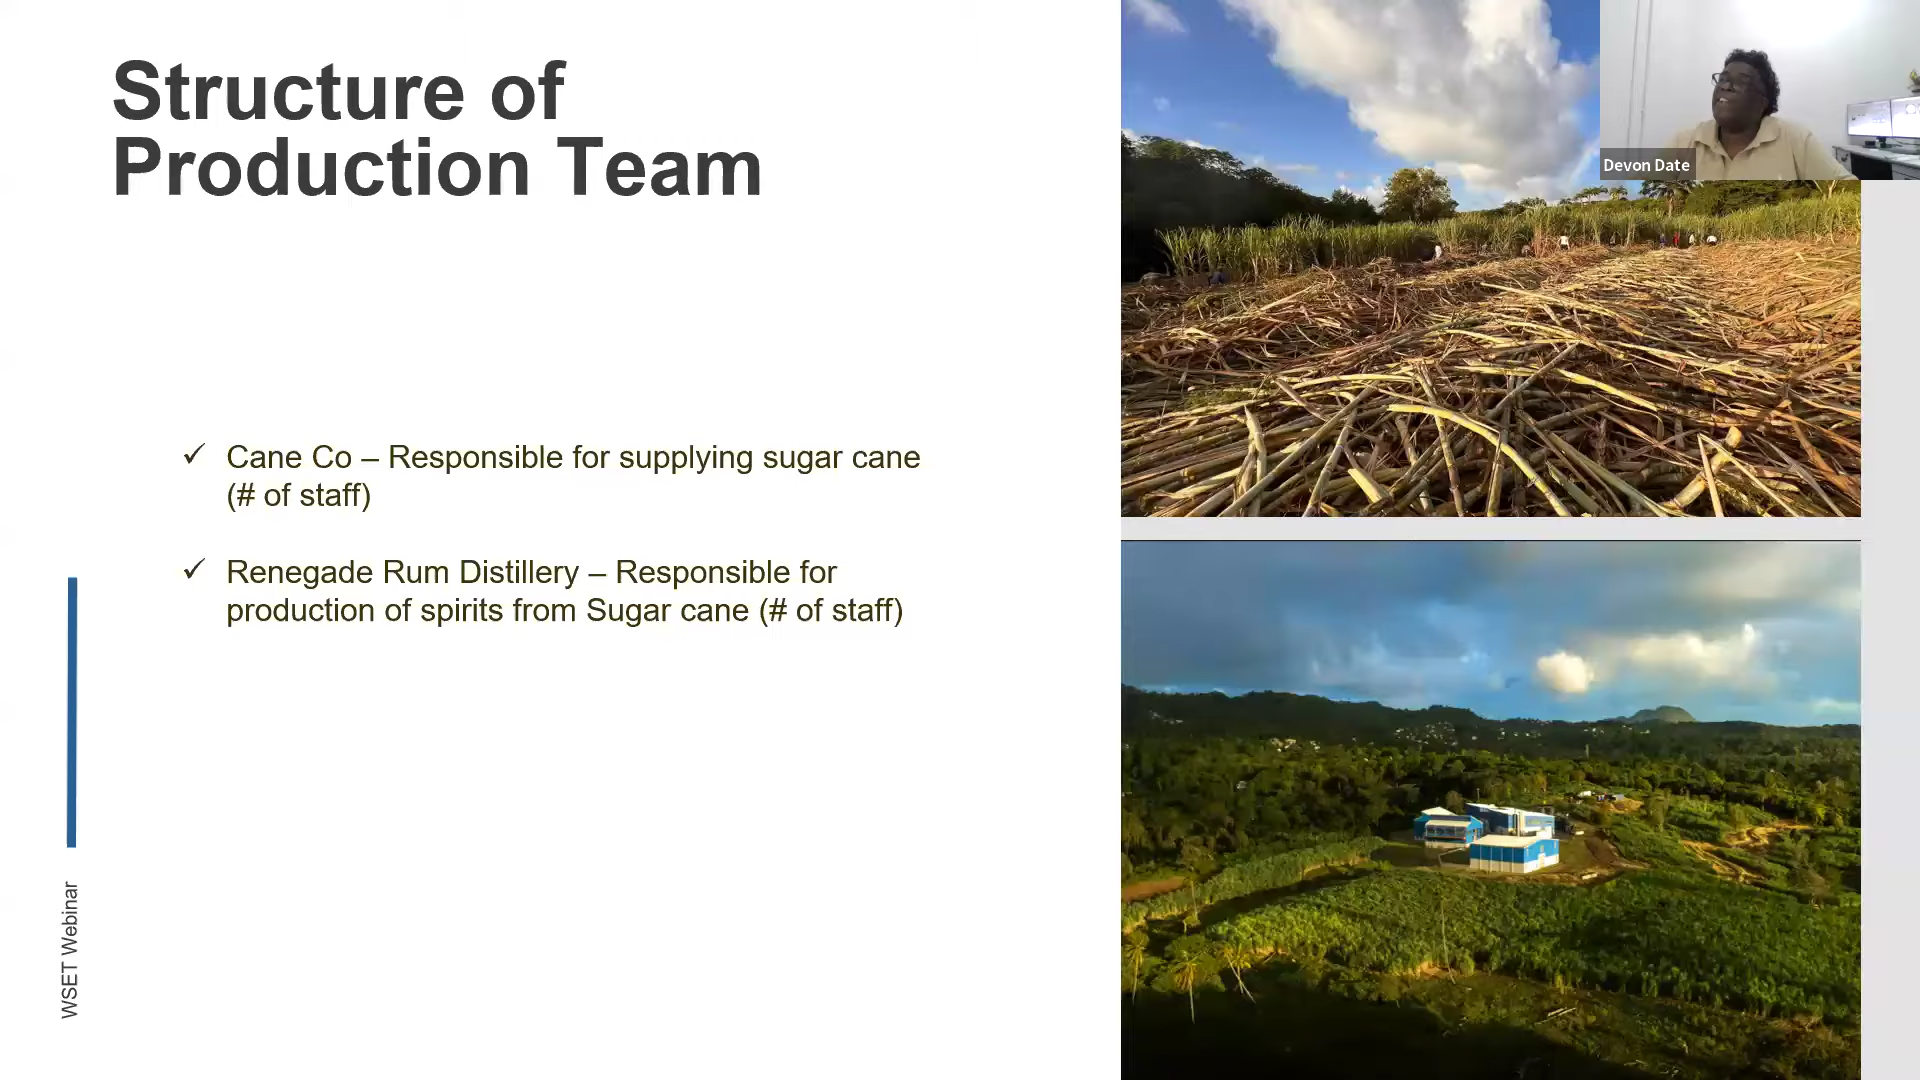 Structure of
Production Team
✓ Cane Co – Responsible for supplying sugar cane
(# of staff)
✓ Renegade Rum Distillery – Responsible for
production of spirits from Sugar cane (# of staff)
WSET Webinar
Devon Date